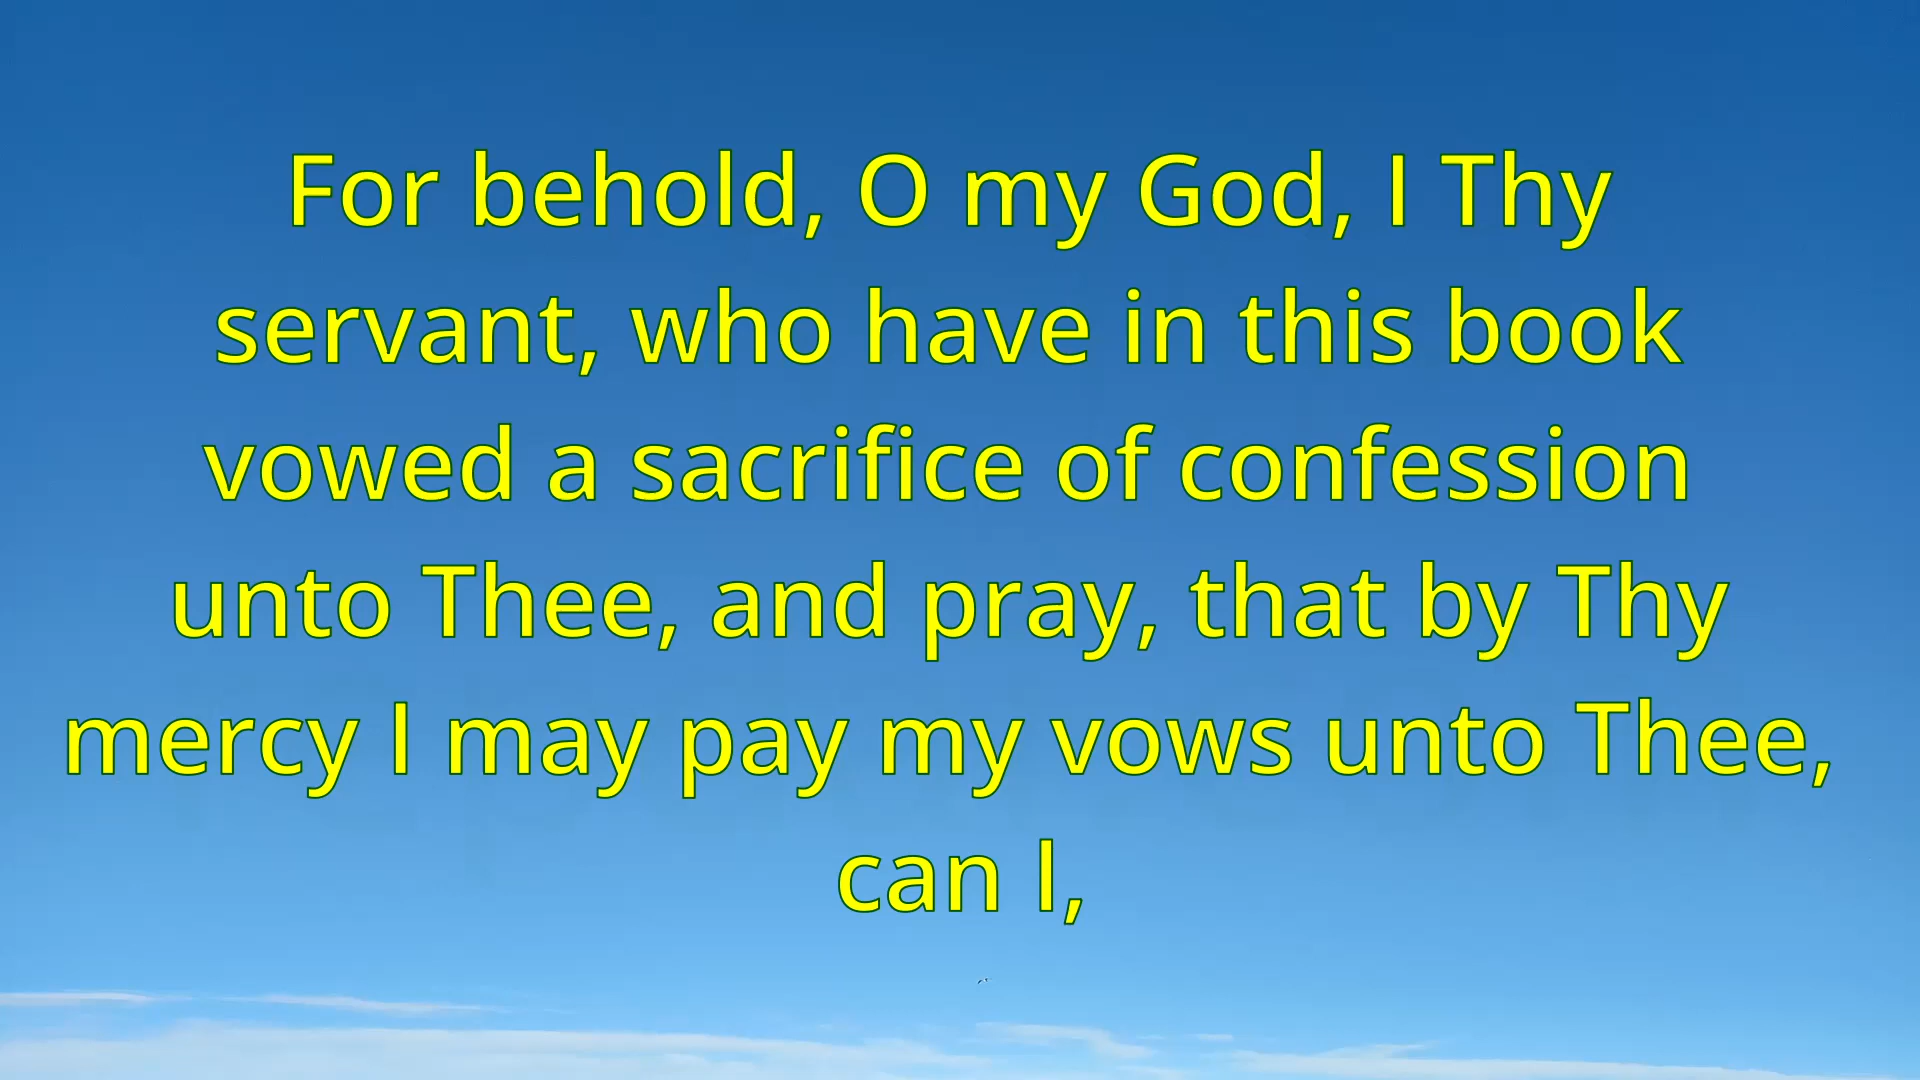 For behold, O my God, I Thy
servant, who have in this book
vowed a sacrifice of confession
unto Thee, and pray, that by Thy
mercy I may pay my vows unto Thee,
can I,